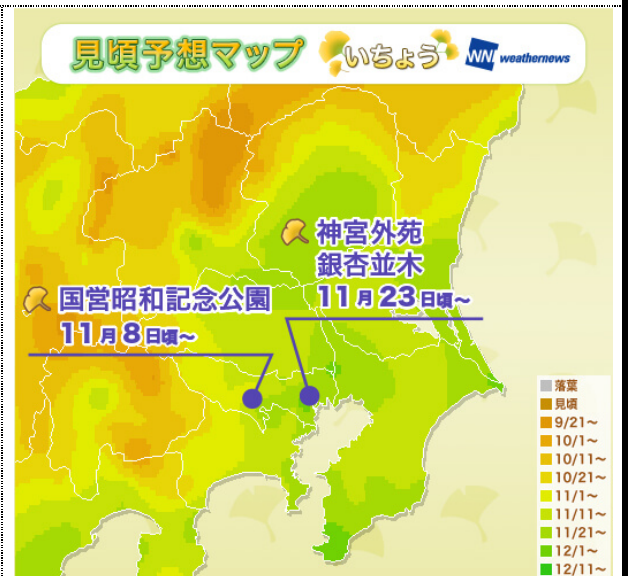 見頃予想マップ いちょう WNI weathernews
神宮外苑
銀杏並木
11月23日頃~
国営昭和記念公園
11月8日頃~
落葉
見頃
9/21~
10/1~
10/11~
10/21~
11/1~
11/11~
11/21~
12/1~
12/11~